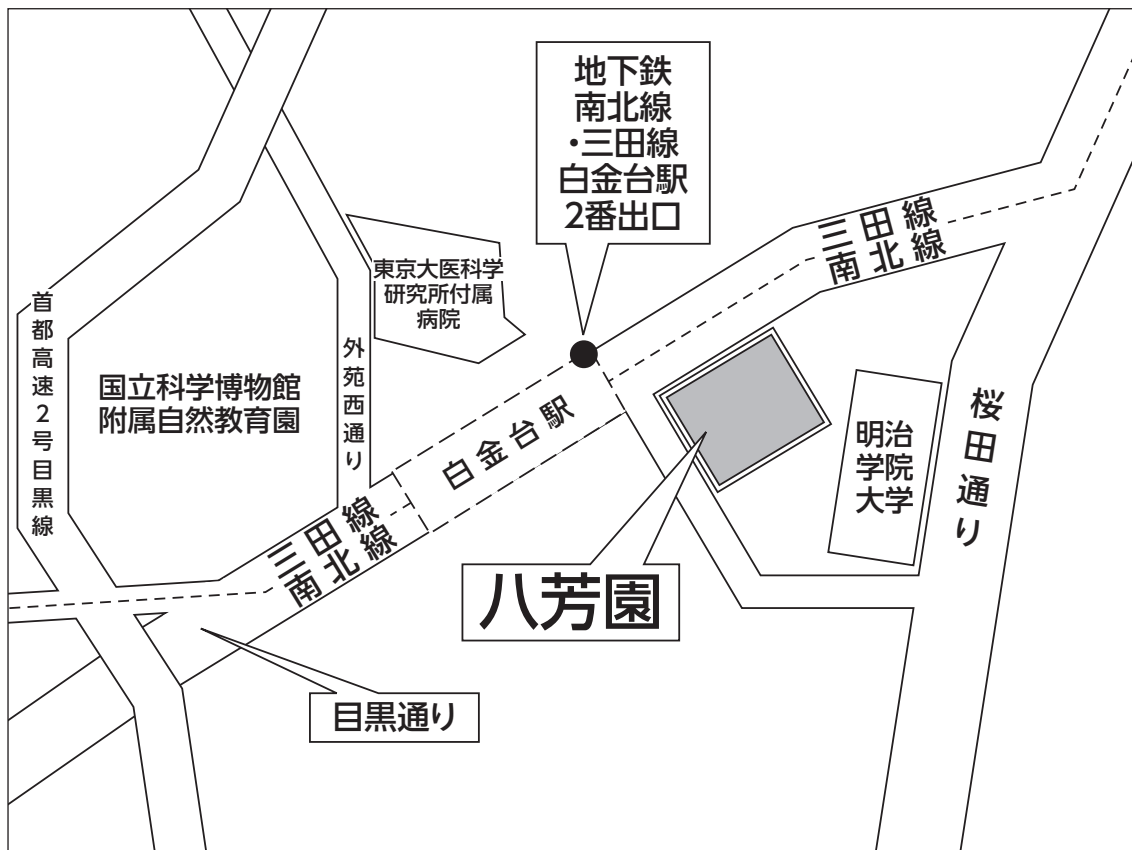 地下鉄
南北線
・三田線
白金台駅
2番出口
三田線
南北線
東京大医科学
研究所付属
病院
首都高速2号目黒線
外苑西通り
国立科学博物館
附属自然教育園
白金台駅
明治
学院
大学
桜田通り
三田線
南北線
八芳園
目黒通り